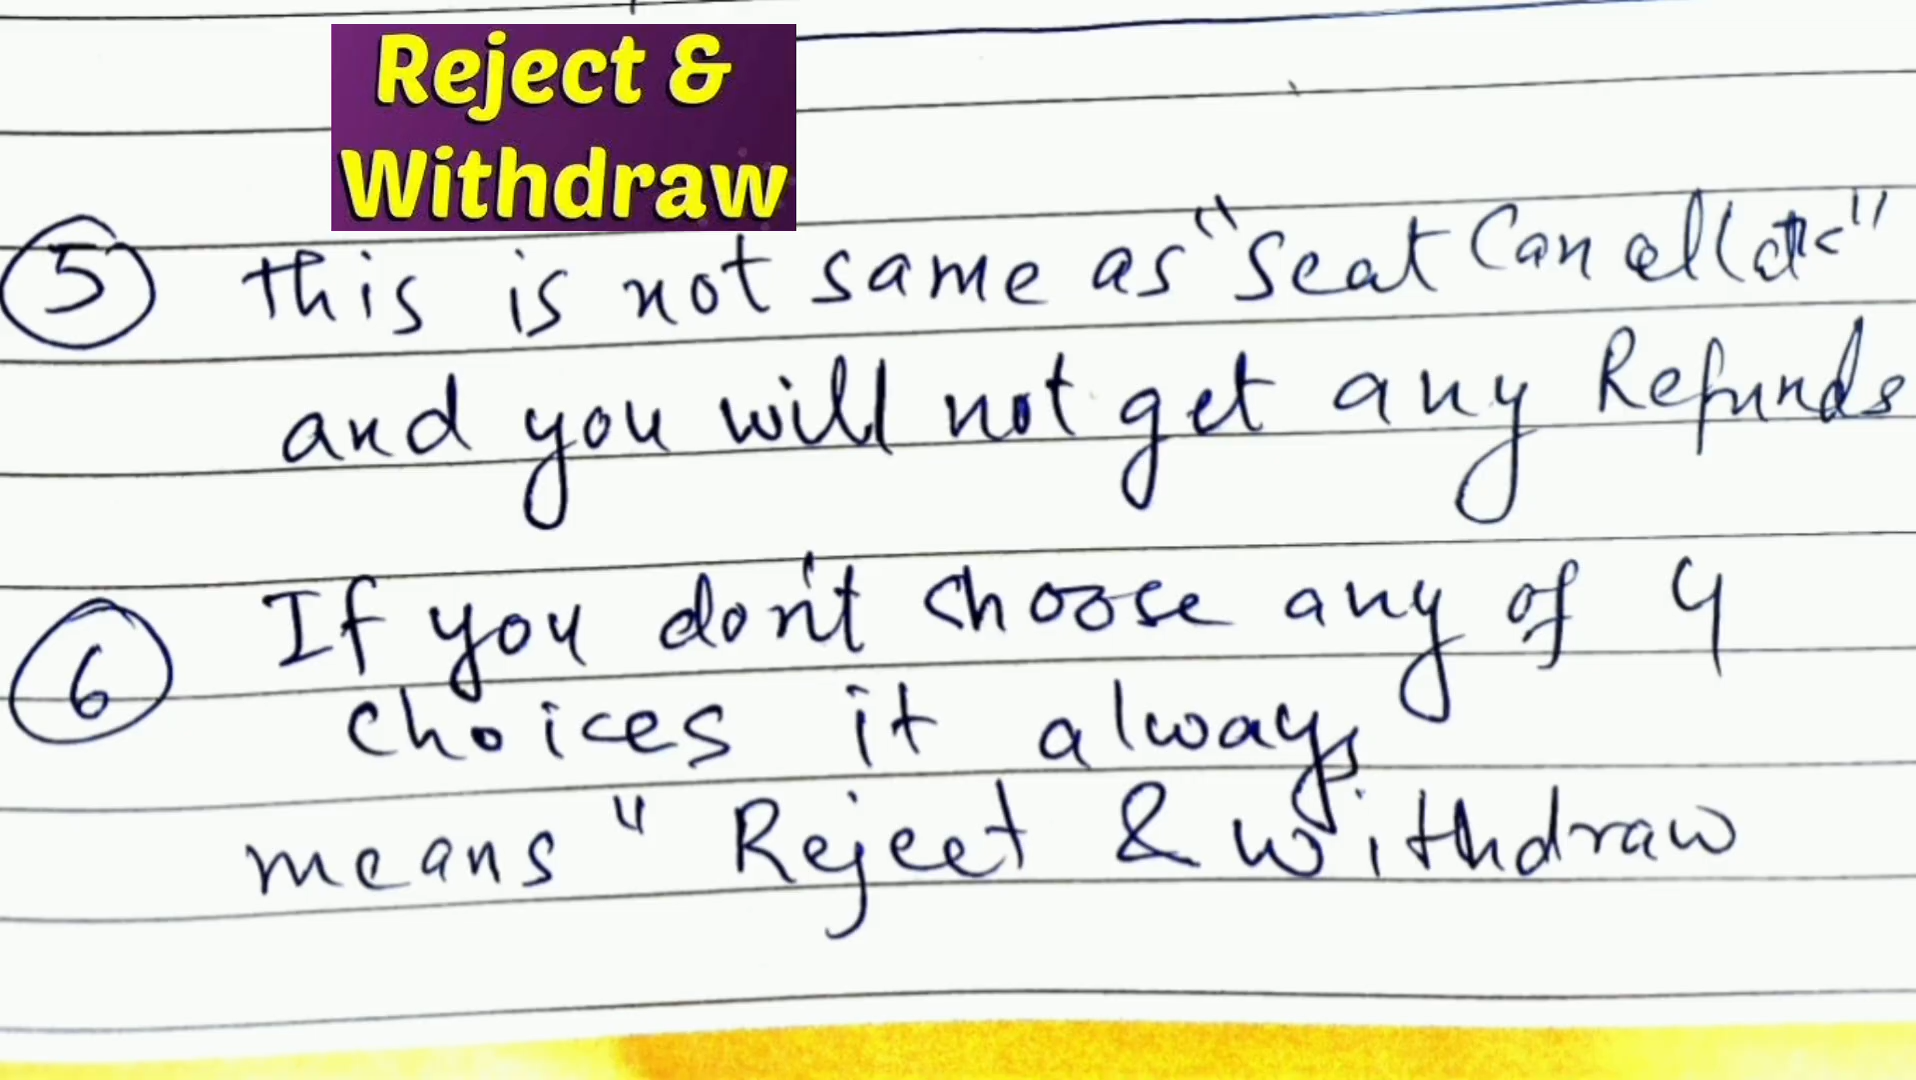 Reject &
Withdraw
5 this is not same as "Seat
and you will not get any Refunds
6 If you don't choose any of 4
choices it always
means " Reject & withdraw